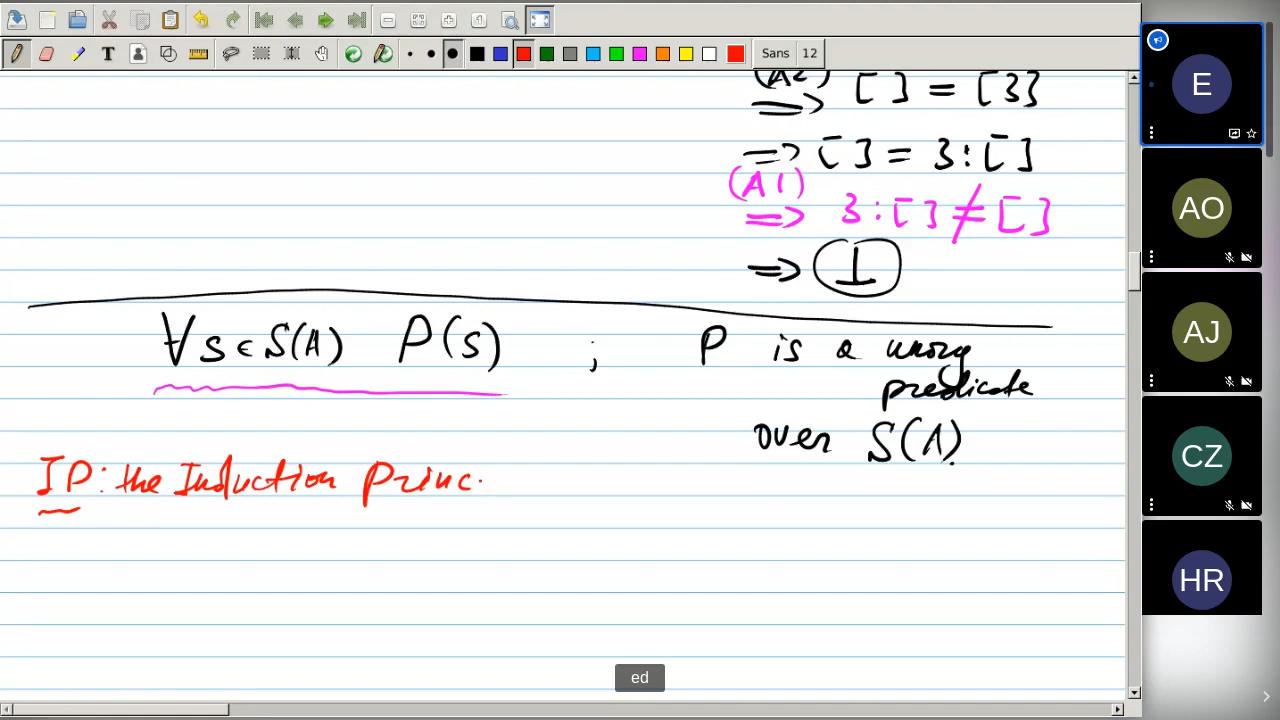 Sans 12
(A2)
⟹ [ ] = [3]
⟹ [ ] = 3:[ ]
(A1)
⟹ 3:[ ] ≠ [ ]
⟹ ⊥
∀s∈S(A) P(s) ; P is a unary
predicate
over S(A).
IP: the Induction Princ.
ed
E
AO
AJ
CZ
HR